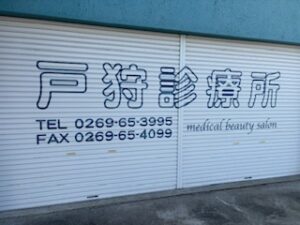 戸狩診療所
TEL 0269-65-3995
FAX 0269-65-4099
medical beauty salon